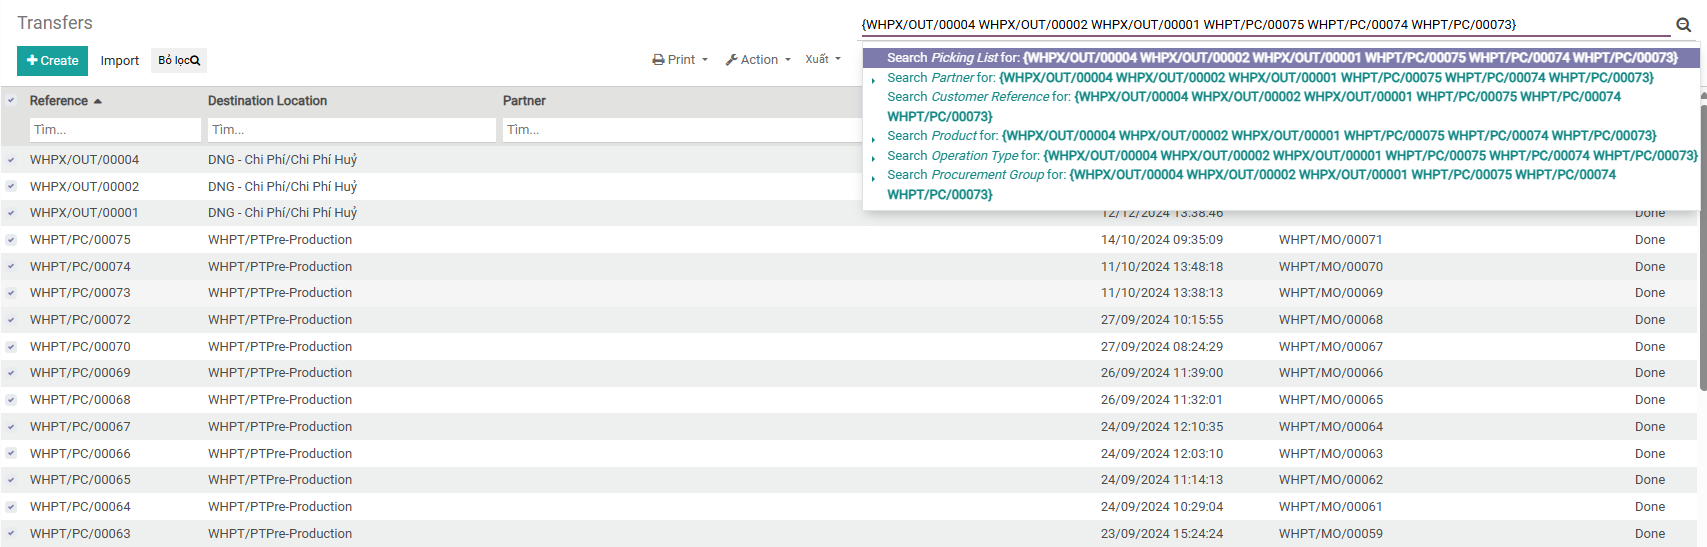 Transfers
{WHPX/OUT/00004 WHPX/OUT/00002 WHPX/OUT/00001 WHPT/PC/00075 WHPT/PC/00074 WHPT/PC/00073}
Create Import Bỏ lọc Print Action Xuất
Search Picking List for: {WHPX/OUT/00004 WHPX/OUT/00002 WHPX/OUT/00001 WHPT/PC/00075 WHPT/PC/00074 WHPT/PC/00073}
Search Partner for: {WHPX/OUT/00004 WHPX/OUT/00002 WHPX/OUT/00001 WHPT/PC/00075 WHPT/PC/00074 WHPT/PC/00073}
Search Customer Reference for: {WHPX/OUT/00004 WHPX/OUT/00002 WHPX/OUT/00001 WHPT/PC/00075 WHPT/PC/00074
WHPT/PC/00073}
Search Product for: {WHPX/OUT/00004 WHPX/OUT/00002 WHPX/OUT/00001 WHPT/PC/00075 WHPT/PC/00074 WHPT/PC/00073}
Search Operation Type for: {WHPX/OUT/00004 WHPX/OUT/00002 WHPX/OUT/00001 WHPT/PC/00075 WHPT/PC/00074 WHPT/PC/00073}
Search Procurement Group for: {WHPX/OUT/00004 WHPX/OUT/00002 WHPX/OUT/00001 WHPT/PC/00075 WHPT/PC/00074
WHPT/PC/00073}
Reference Destination Location Partner
Tìm... Tìm... Tìm...
WHPX/OUT/00004 DNG - Chi Phí/Chi Phí Huỷ
WHPX/OUT/00002 DNG - Chi Phí/Chi Phí Huỷ
WHPX/OUT/00001 DNG - Chi Phí/Chi Phí Huỷ 12/12/2024 13:38:46 Done
WHPT/PC/00075 WHPT/PTPre-Production 14/10/2024 09:35:09 WHPT/MO/00071 Done
WHPT/PC/00074 WHPT/PTPre-Production 11/10/2024 13:48:18 WHPT/MO/00070 Done
WHPT/PC/00073 WHPT/PTPre-Production 11/10/2024 13:38:13 WHPT/MO/00069 Done
WHPT/PC/00072 WHPT/PTPre-Production 27/09/2024 10:15:55 WHPT/MO/00068 Done
WHPT/PC/00070 WHPT/PTPre-Production 27/09/2024 08:24:29 WHPT/MO/00067 Done
WHPT/PC/00069 WHPT/PTPre-Production 26/09/2024 11:39:00 WHPT/MO/00066 Done
WHPT/PC/00068 WHPT/PTPre-Production 26/09/2024 11:32:01 WHPT/MO/00065 Done
WHPT/PC/00067 WHPT/PTPre-Production 24/09/2024 12:10:35 WHPT/MO/00064 Done
WHPT/PC/00066 WHPT/PTPre-Production 24/09/2024 12:03:10 WHPT/MO/00063 Done
WHPT/PC/00065 WHPT/PTPre-Production 24/09/2024 11:14:13 WHPT/MO/00062 Done
WHPT/PC/00064 WHPT/PTPre-Production 24/09/2024 10:29:04 WHPT/MO/00061 Done
WHPT/PC/00063 WHPT/PTPre-Production 23/09/2024 15:24:24 WHPT/MO/00059 Done